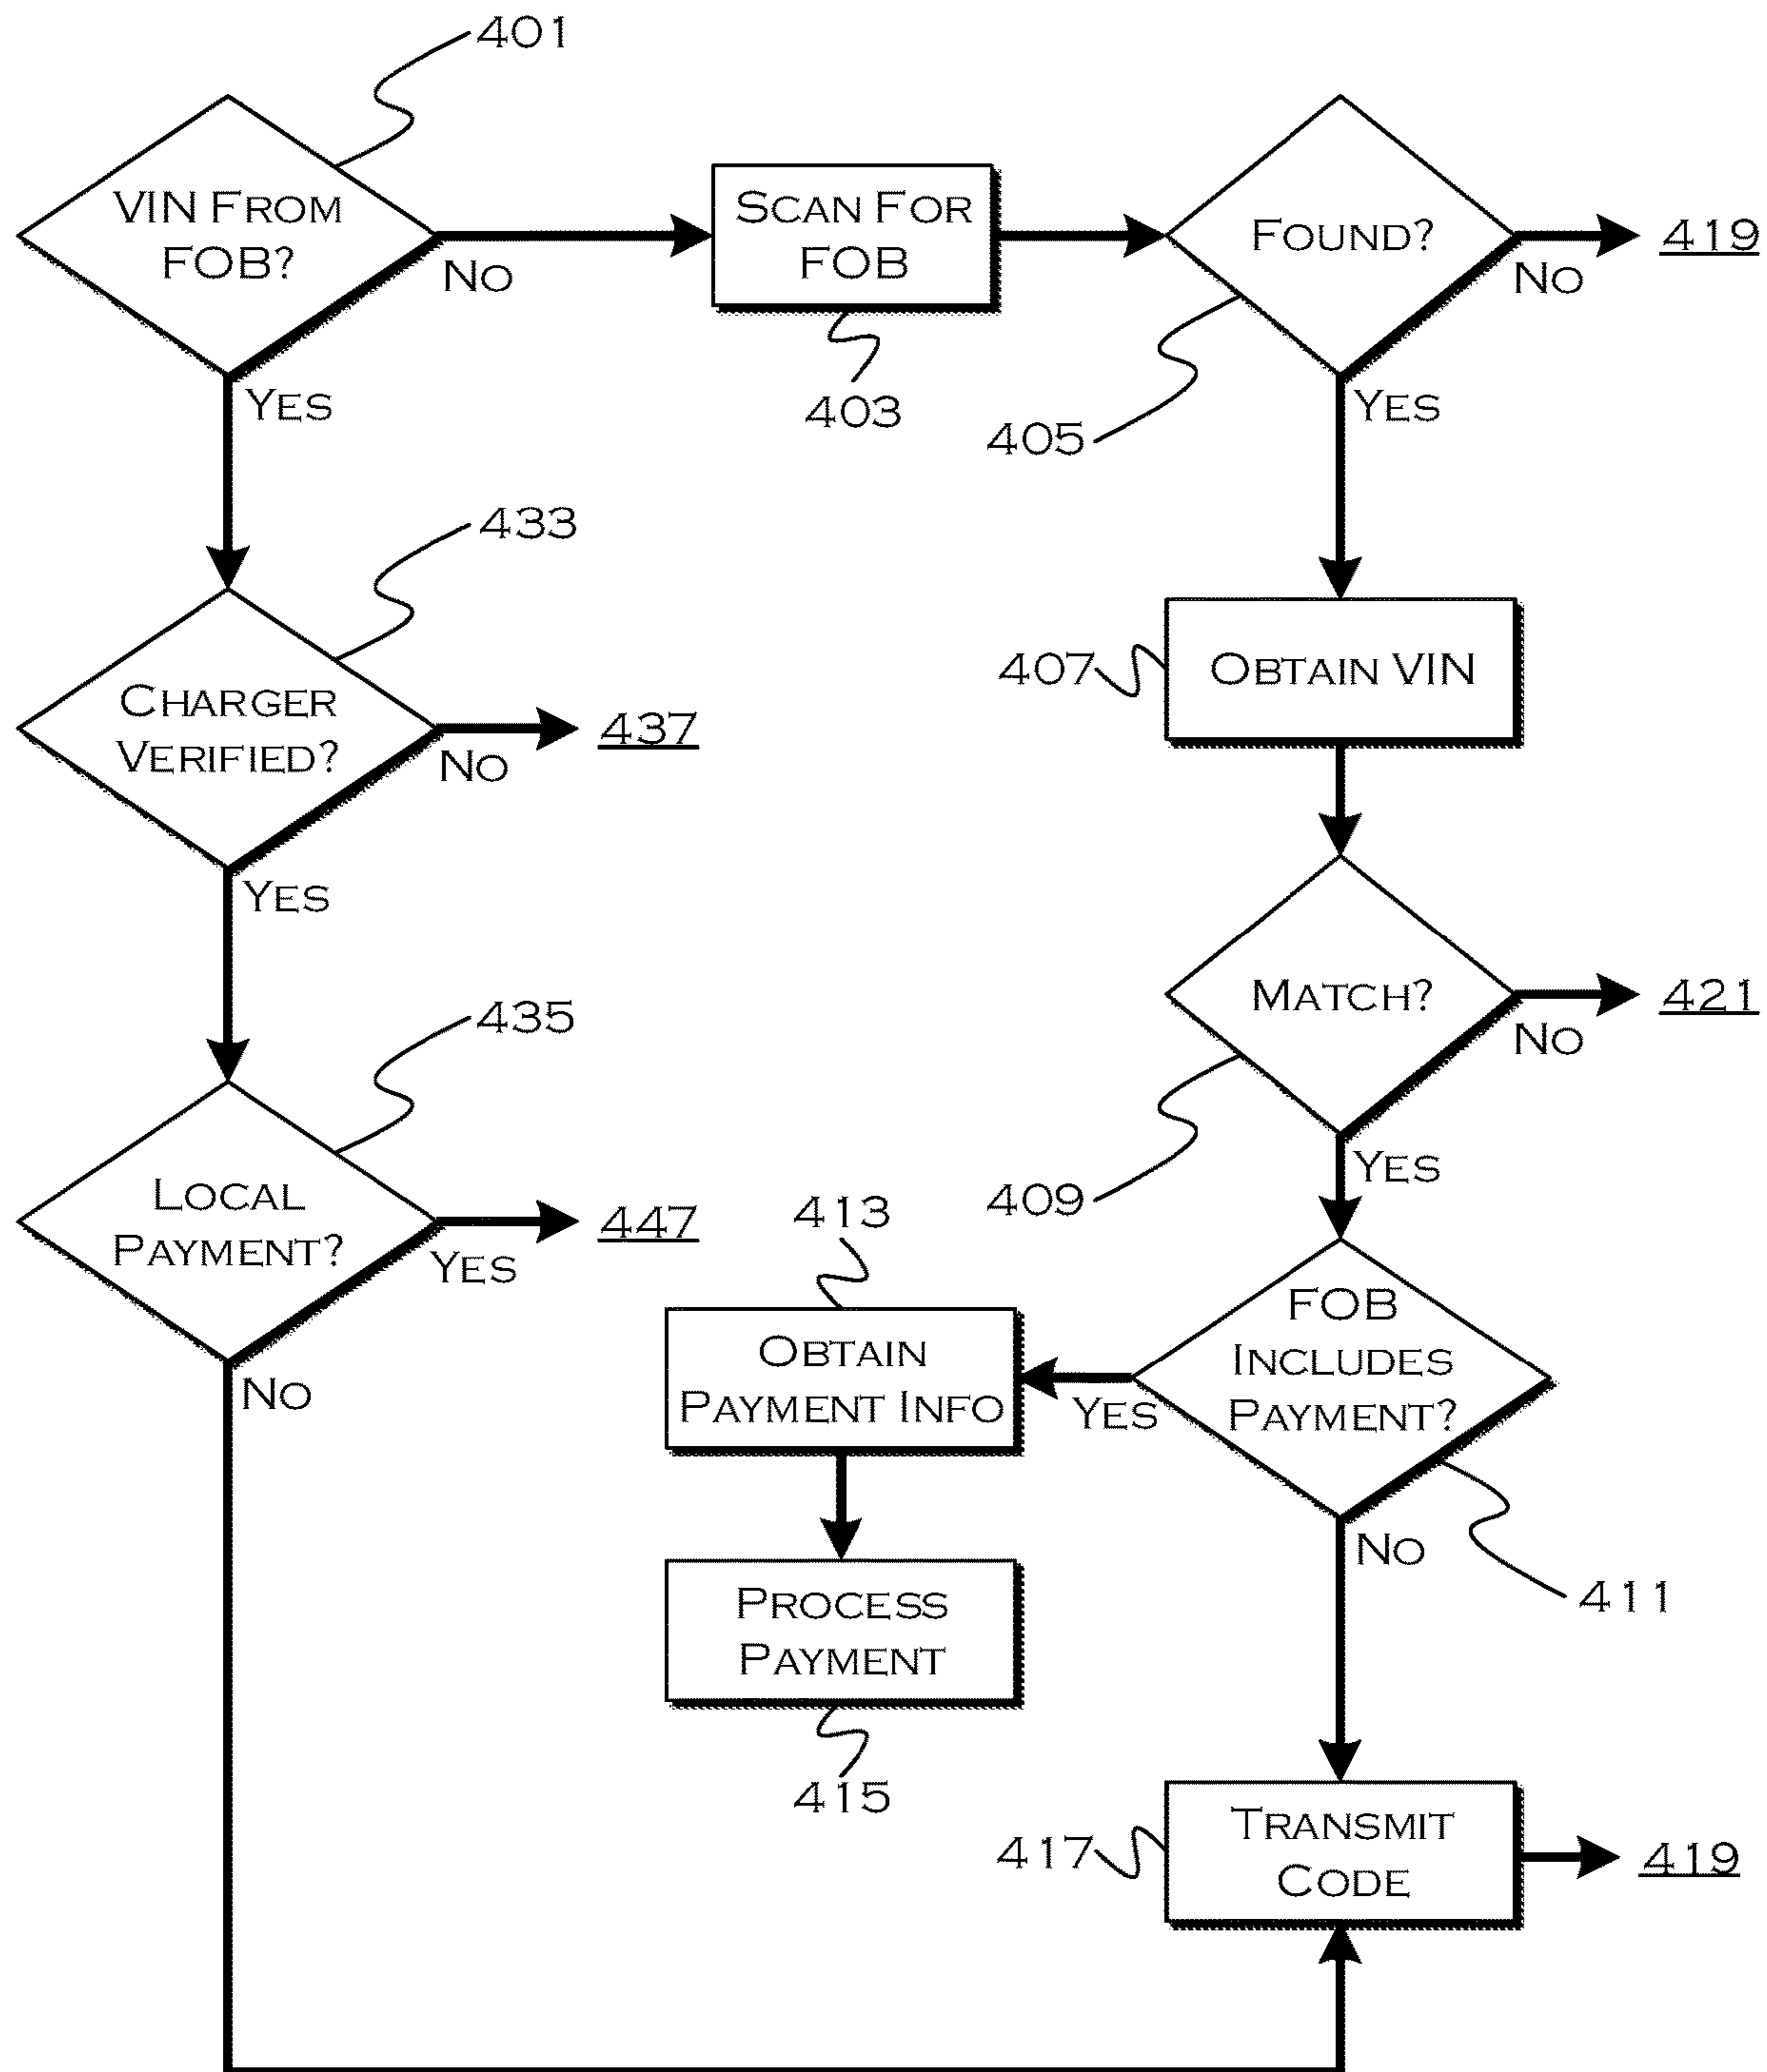 401
VIN FROM
FOB?
NO
YES
SCAN FOR
FOB
403
FOUND?
NO
419
405
YES
433
CHARGER
VERIFIED?
NO
437
YES
407
OBTAIN VIN
MATCH?
NO
421
409
YES
435
LOCAL
PAYMENT?
YES
447
NO
413
OBTAIN
PAYMENT INFO
YES
FOB
INCLUDES
PAYMENT?
NO
411
PROCESS
PAYMENT
415
417
TRANSMIT
CODE
419